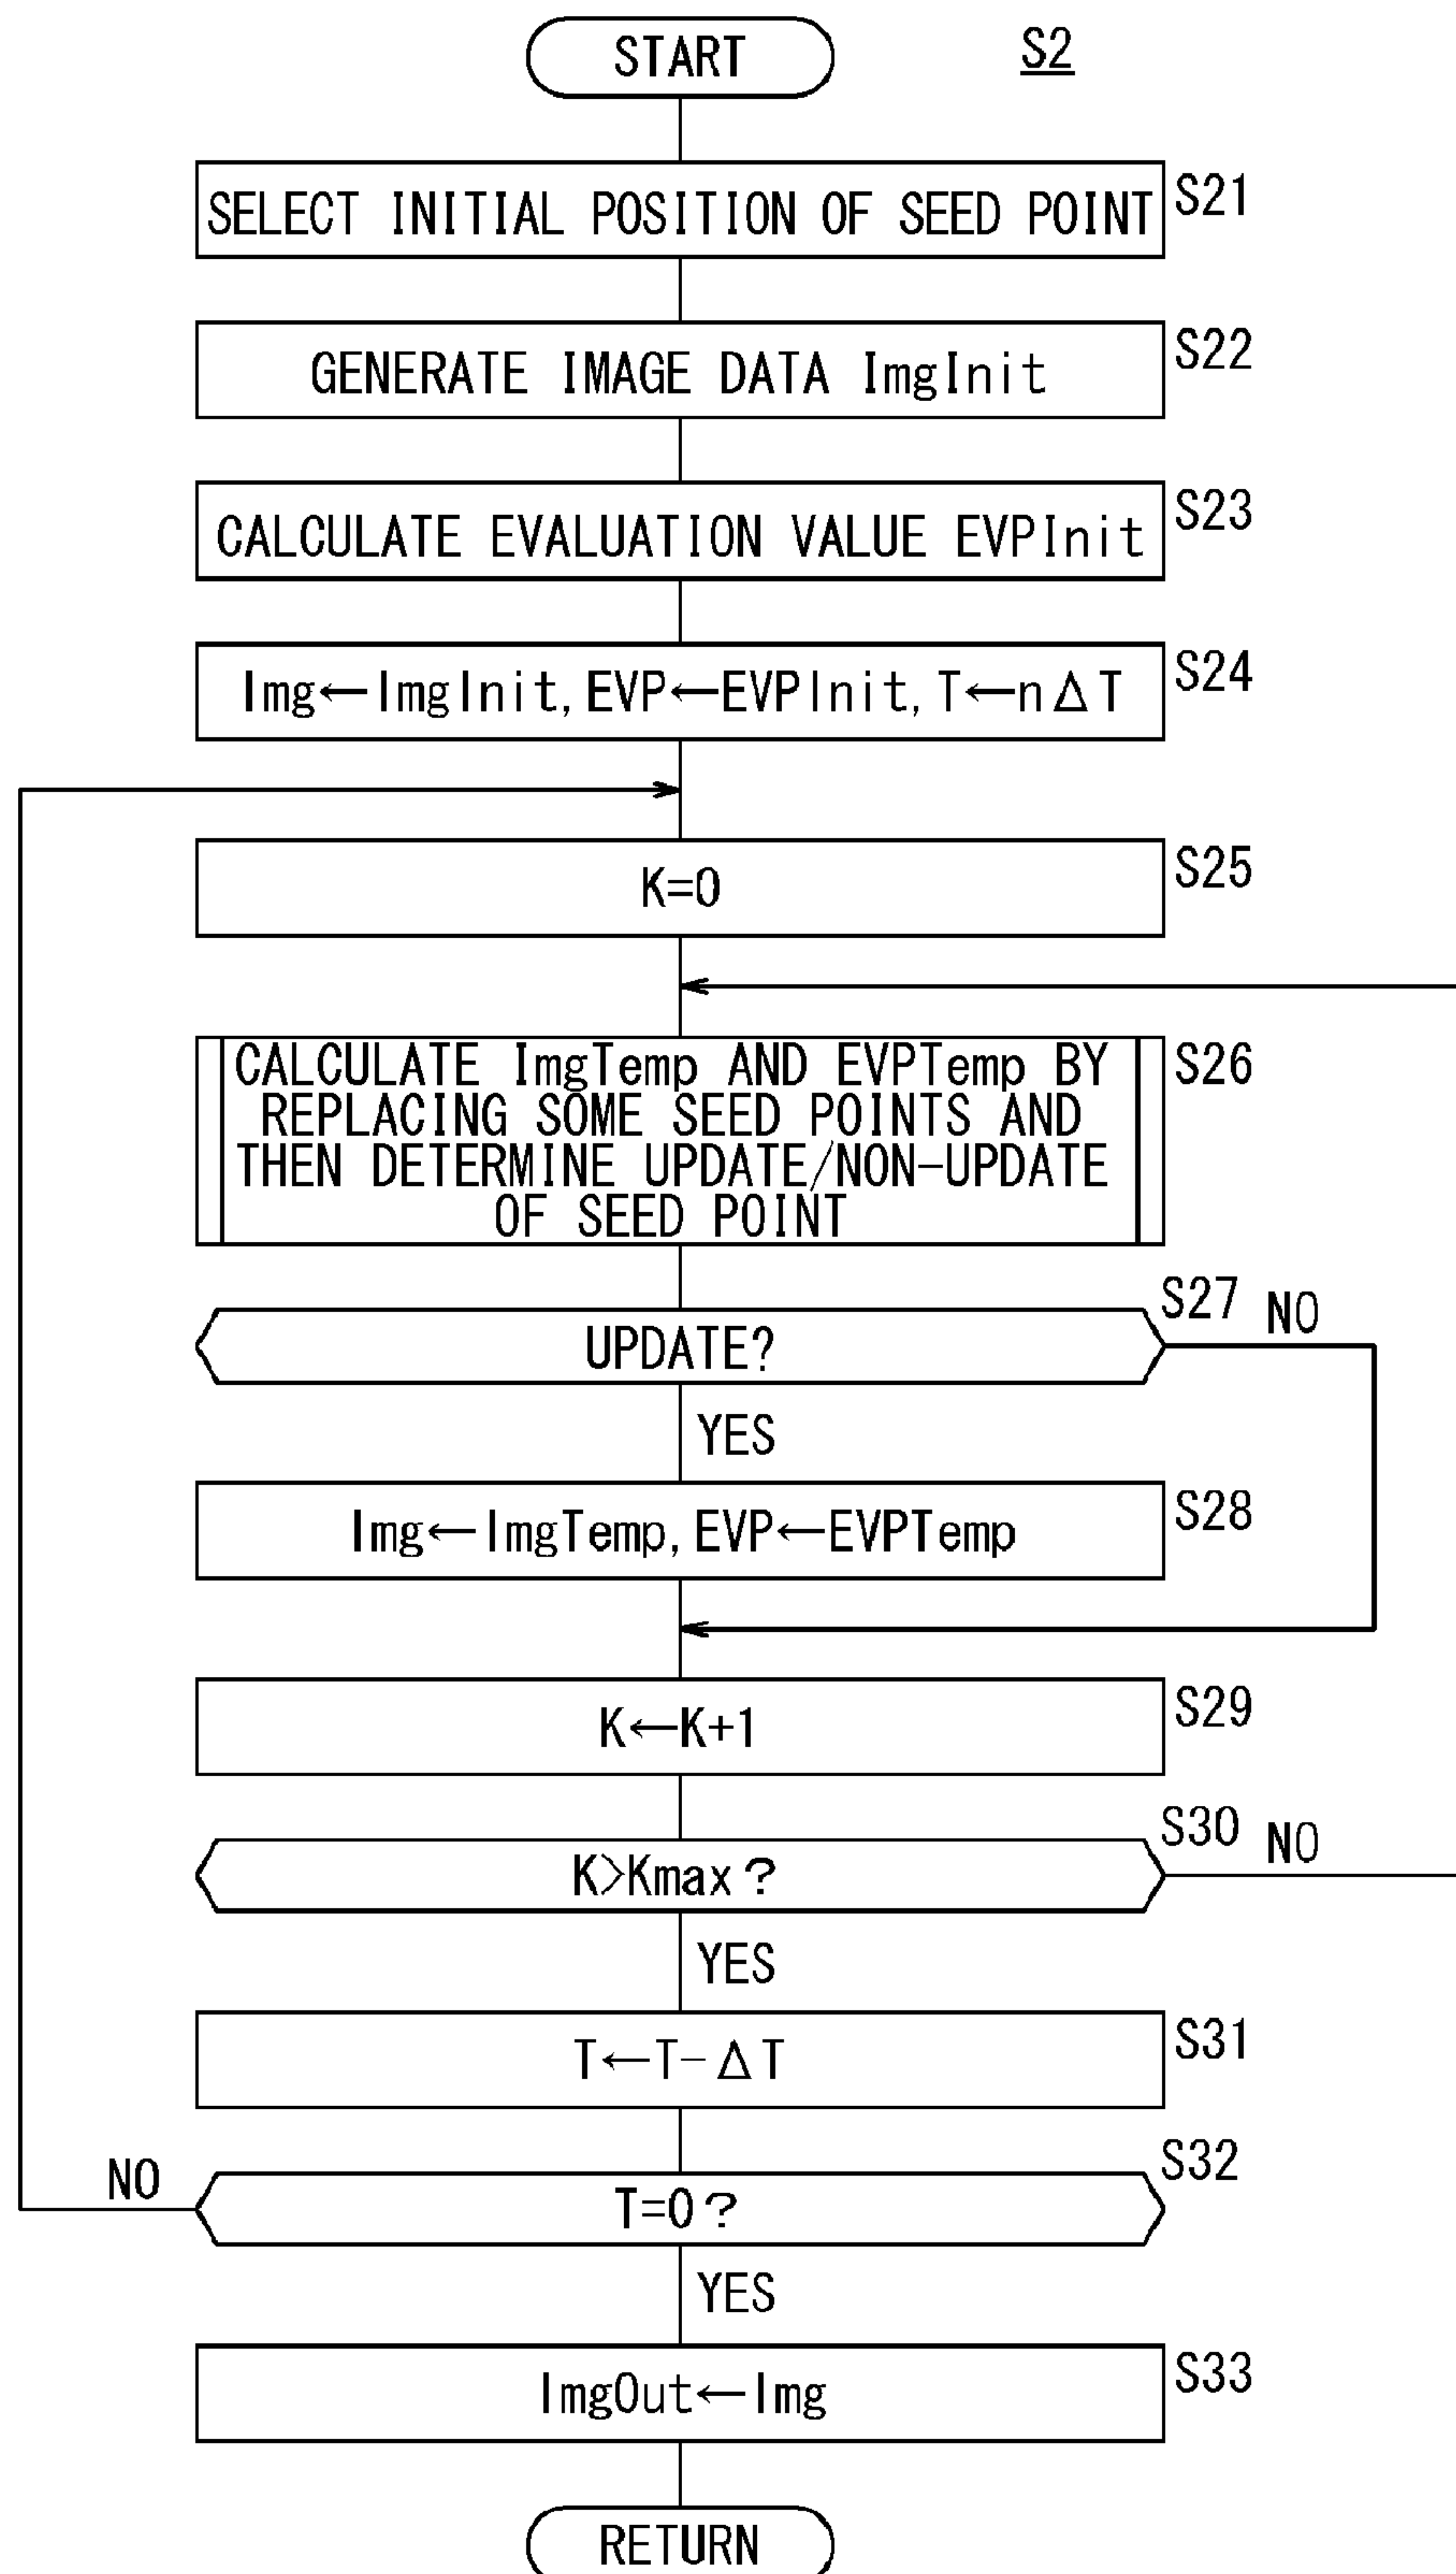 START
S2
SELECT INITIAL POSITION OF SEED POINT
S21
GENERATE IMAGE DATA ImgInit
S22
CALCULATE EVALUATION VALUE EVPInit
S23
Img←ImgInit, EVP←EVPInit, T←nΔT
S24
K=0
S25
CALCULATE ImgTemp AND EVPTemp BY
REPLACING SOME SEED POINTS AND
THEN DETERMINE UPDATE/NON-UPDATE
OF SEED POINT
S26
UPDATE?
S27
NO
YES
Img←ImgTemp, EVP←EVPTemp
S28
K←K+1
S29
K>Kmax?
S30
NO
YES
T←T-ΔT
S31
T=0?
S32
NO
YES
ImgOut←Img
S33
RETURN